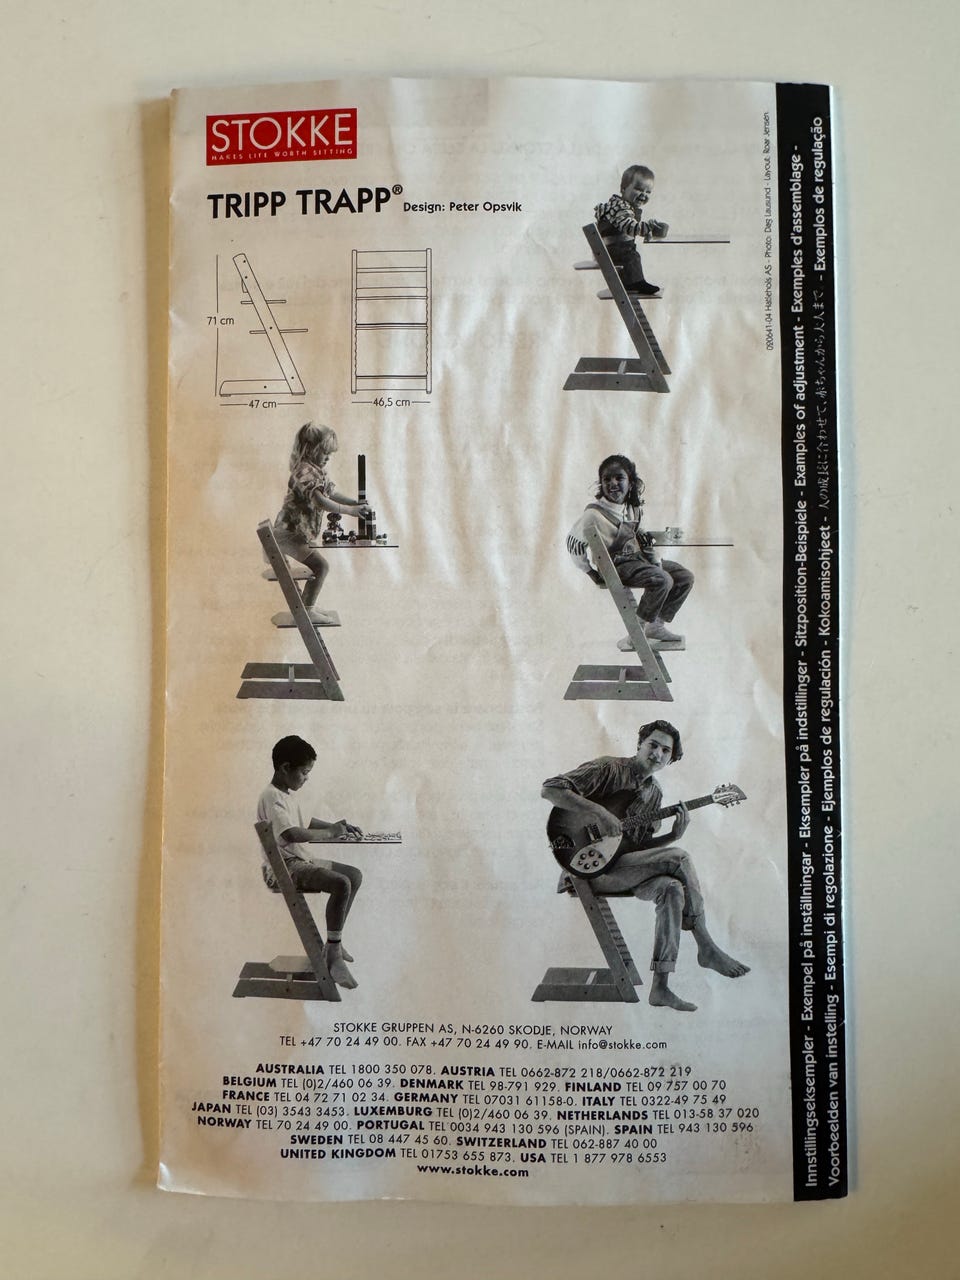 STOKKE
MAKES LIFE WORTH SITTING
TRIPP TRAPP® Design: Peter Opsvik
71 cm
47 cm
46,5 cm
020641-04 Hatlehols AS - Photo: Dag Lausund - Layout: Roar Jensen
STOKKE GRUPPEN AS, N-6260 SKODJE, NORWAY
TEL +47 70 24 49 00. FAX +47 70 24 49 90. E-MAIL info@stokke.com
AUSTRALIA TEL 1800 350 078. AUSTRIA TEL 0662-872 218/0662-872 219
BELGIUM TEL (0)2/460 06 39. DENMARK TEL 98-791 929. FINLAND TEL 09 757 00 70
FRANCE TEL 04 72 71 02 34. GERMANY TEL 07031 61158-0. ITALY TEL 0322-49 75 49
JAPAN TEL (03) 3543 3453. LUXEMBURG TEL (0)2/460 06 39. NETHERLANDS TEL 013-58 37 020
NORWAY TEL 70 24 49 00. PORTUGAL TEL 0034 943 130 596 (SPAIN). SPAIN TEL 943 130 596
SWEDEN TEL 08 447 45 60. SWITZERLAND TEL 062-887 40 00
UNITED KINGDOM TEL 01753 655 873. USA TEL 1 877 978 6553
www.stokke.com
Innstillingseksempler - Exempel på inställningar - Eksempler på indstillinger - Sitzposition-Beispiele - Examples of adjustment - Exemples d'assemblage -
Voorbeelden van instelling - Esempi di regolazione - Ejemplos de regulación - Kokoamisohjeet - 人の成長に合わせて、赤ちゃんから大人まで - Exemplos de regulação